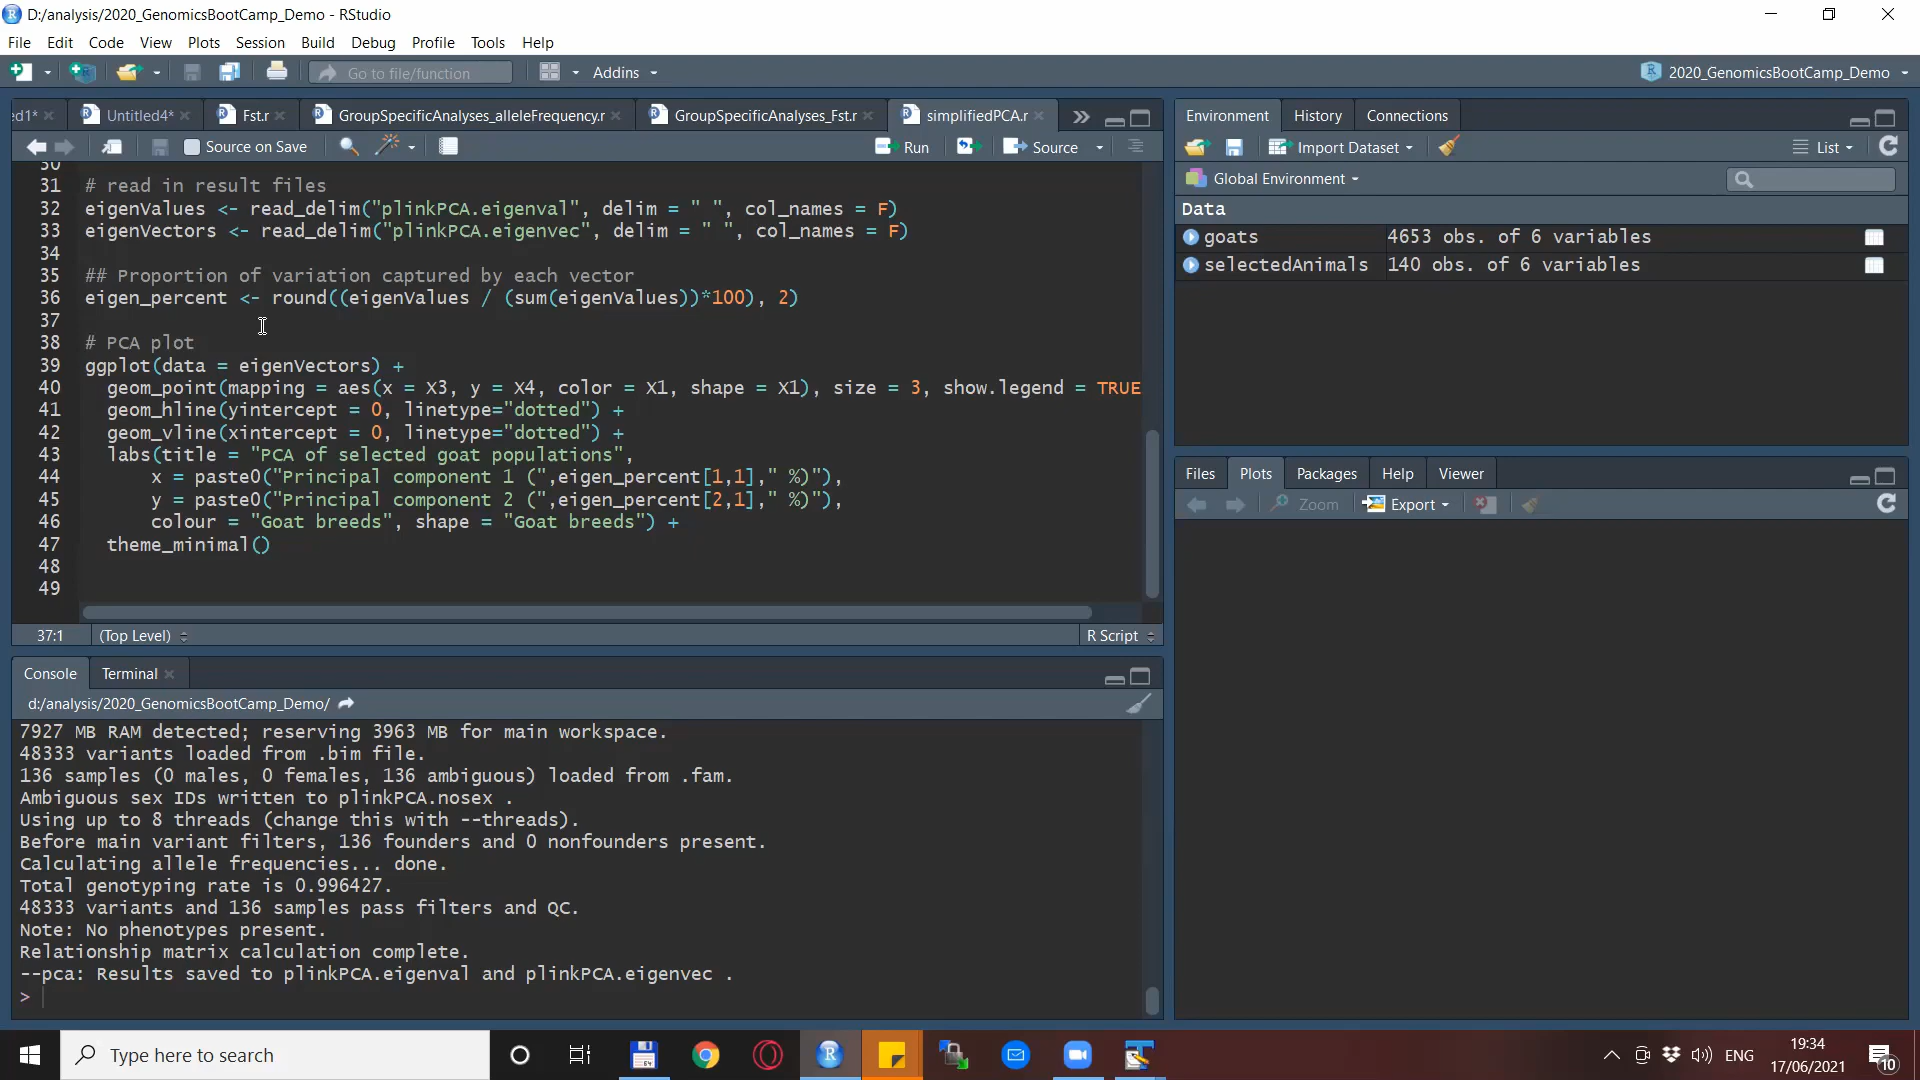 D:/analysis/2020_GenomicsBootCamp_Demo - RStudio
File Edit Code View Plots Session Build Debug Profile Tools Help
Go to file/function Addins 2020_GenomicsBootCamp_Demo
ed1* Untitled4* Fst.r GroupSpecificAnalyses_alleleFrequency.r GroupSpecificAnalyses_Fst.r simplifiedPCA.r
Source on Save Run Source
30
31 # read in result files
32 eigenValues <- read_delim("plinkPCA.eigenval", delim = " ", col_names = F)
33 eigenVectors <- read_delim("plinkPCA.eigenvec", delim = " ", col_names = F)
34
35 ## Proportion of variation captured by each vector
36 eigen_percent <- round((eigenValues / (sum(eigenValues))*100), 2)
37
38 # PCA plot
39 ggplot(data = eigenVectors) +
40 geom_point(mapping = aes(x = X3, y = X4, color = X1, shape = X1), size = 3, show.legend = TRUE
41 geom_hline(yintercept = 0, linetype="dotted") +
42 geom_vline(xintercept = 0, linetype="dotted") +
43 labs(title = "PCA of selected goat populations",
44 x = paste0("Principal component 1 (",eigen_percent[1,1]," %)"),
45 y = paste0("Principal component 2 (",eigen_percent[2,1]," %)"),
46 colour = "Goat breeds", shape = "Goat breeds") +
47 theme_minimal()
48
49
37:1 (Top Level) R Script
Console Terminal
d:/analysis/2020_GenomicsBootCamp_Demo/
7927 MB RAM detected; reserving 3963 MB for main workspace.
48333 variants loaded from .bim file.
136 samples (0 males, 0 females, 136 ambiguous) loaded from .fam.
Ambiguous sex IDs written to plinkPCA.nosex .
Using up to 8 threads (change this with --threads).
Before main variant filters, 136 founders and 0 nonfounders present.
Calculating allele frequencies... done.
Total genotyping rate is 0.996427.
48333 variants and 136 samples pass filters and QC.
Note: No phenotypes present.
Relationship matrix calculation complete.
--pca: Results saved to plinkPCA.eigenval and plinkPCA.eigenvec .
>
Environment History Connections
Import Dataset List
Global Environment
Data
goats 4653 obs. of 6 variables
selectedAnimals 140 obs. of 6 variables
Files Plots Packages Help Viewer
Zoom Export
Type here to search
ENG
19:34
17/06/2021
10